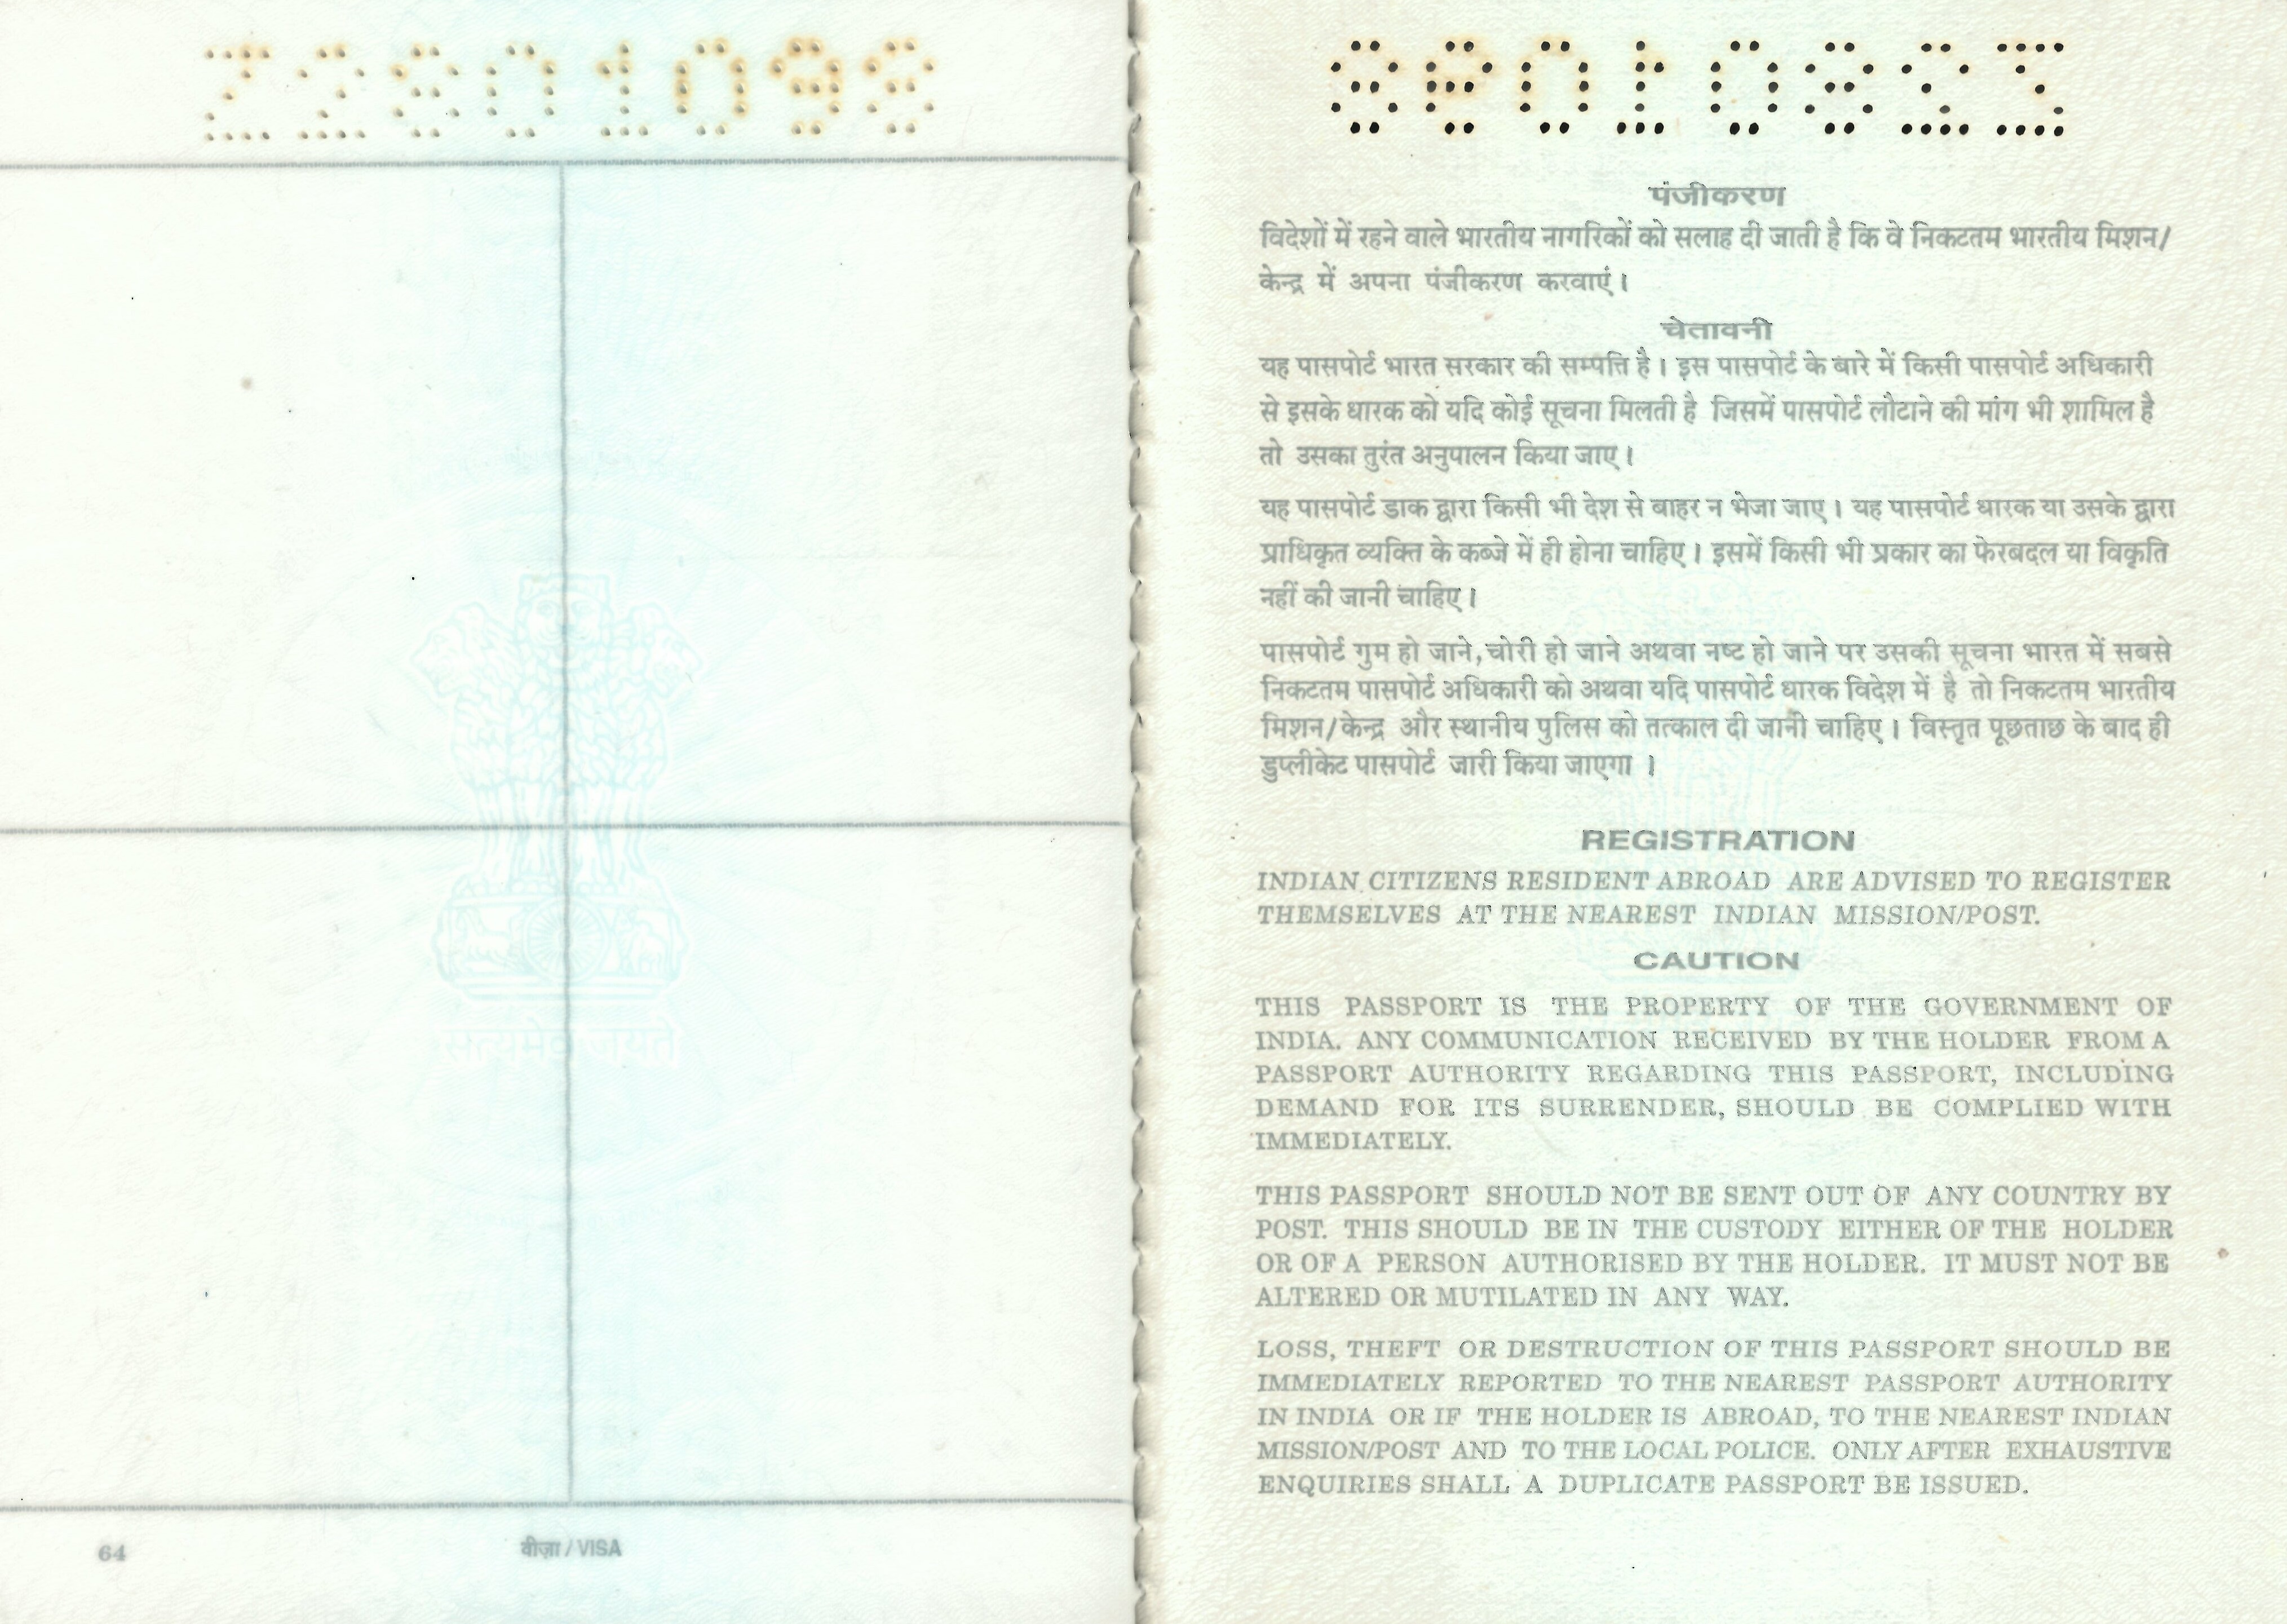 Z2801098
पंजीकरण
विदेशों में रहने वाले भारतीय नागरिकों को सलाह दी जाती है कि वे निकटतम भारतीय मिशन/
केन्द्र में अपना पंजीकरण करवाएं।
चेतावनी
यह पासपोर्ट भारत सरकार की सम्पत्ति है। इस पासपोर्ट के बारे में किसी पासपोर्ट अधिकारी
से इसके धारक को यदि कोई सूचना मिलती है जिसमें पासपोर्ट लौटाने की मांग भी शामिल है
तो उसका तुरंत अनुपालन किया जाए।
यह पासपोर्ट डाक द्वारा किसी भी देश से बाहर न भेजा जाए। यह पासपोर्ट धारक या उसके द्वारा
प्राधिकृत व्यक्ति के कब्जे में ही होना चाहिए। इसमें किसी भी प्रकार का फेरबदल या विकृति
नहीं की जानी चाहिए।
पासपोर्ट गुम हो जाने, चोरी हो जाने अथवा नष्ट हो जाने पर उसकी सूचना भारत में सबसे
निकटतम पासपोर्ट अधिकारी को अथवा यदि पासपोर्ट धारक विदेश में है तो निकटतम भारतीय
मिशन/केन्द्र और स्थानीय पुलिस को तत्काल दी जानी चाहिए। विस्तृत पूछताछ के बाद ही
डुप्लीकेट पासपोर्ट जारी किया जाएगा ।
REGISTRATION
INDIAN CITIZENS RESIDENT ABROAD ARE ADVISED TO REGISTER
THEMSELVES AT THE NEAREST INDIAN MISSION/POST.
CAUTION
THIS PASSPORT IS THE PROPERTY OF THE GOVERNMENT OF
INDIA. ANY COMMUNICATION RECEIVED BY THE HOLDER FROM A
PASSPORT AUTHORITY REGARDING THIS PASSPORT, INCLUDING
DEMAND FOR ITS SURRENDER, SHOULD BE COMPLIED WITH
IMMEDIATELY.
THIS PASSPORT SHOULD NOT BE SENT OUT OF ANY COUNTRY BY
POST. THIS SHOULD BE IN THE CUSTODY EITHER OF THE HOLDER
OR OF A PERSON AUTHORISED BY THE HOLDER. IT MUST NOT BE
ALTERED OR MUTILATED IN ANY WAY.
LOSS, THEFT OR DESTRUCTION OF THIS PASSPORT SHOULD BE
IMMEDIATELY REPORTED TO THE NEAREST PASSPORT AUTHORITY
IN INDIA OR IF THE HOLDER IS ABROAD, TO THE NEAREST INDIAN
MISSION/POST AND TO THE LOCAL POLICE. ONLY AFTER EXHAUSTIVE
ENQUIRIES SHALL A DUPLICATE PASSPORT BE ISSUED.
सत्यमेव जयते
64
वीज़ा / VISA